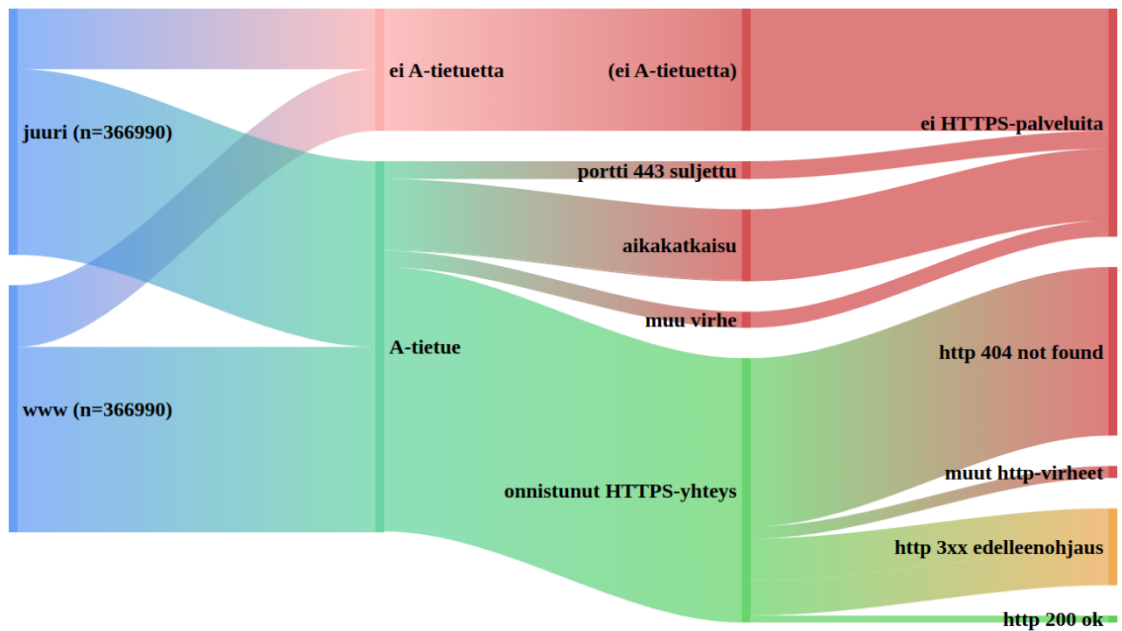 juuri (n=366990)
www (n=366990)
ei A-tietuetta
A-tietue
(ei A-tietuetta)
portti 443 suljettu
aikakatkaisu
muu virhe
onnistunut HTTPS-yhteys
ei HTTPS-palveluita
http 404 not found
muut http-virheet
http 3xx edelleenohjaus
http 200 ok